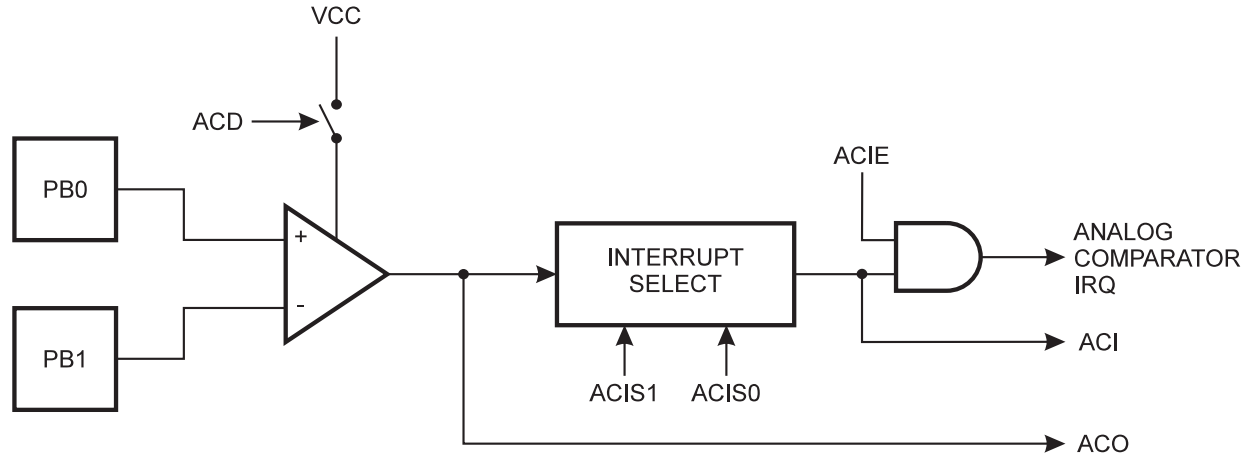 VCC
ACD
PB0
+
-
PB1
INTERRUPT
SELECT
ACIS1
ACIS0
ACIE
ANALOG
COMPARATOR
IRQ
ACI
ACO